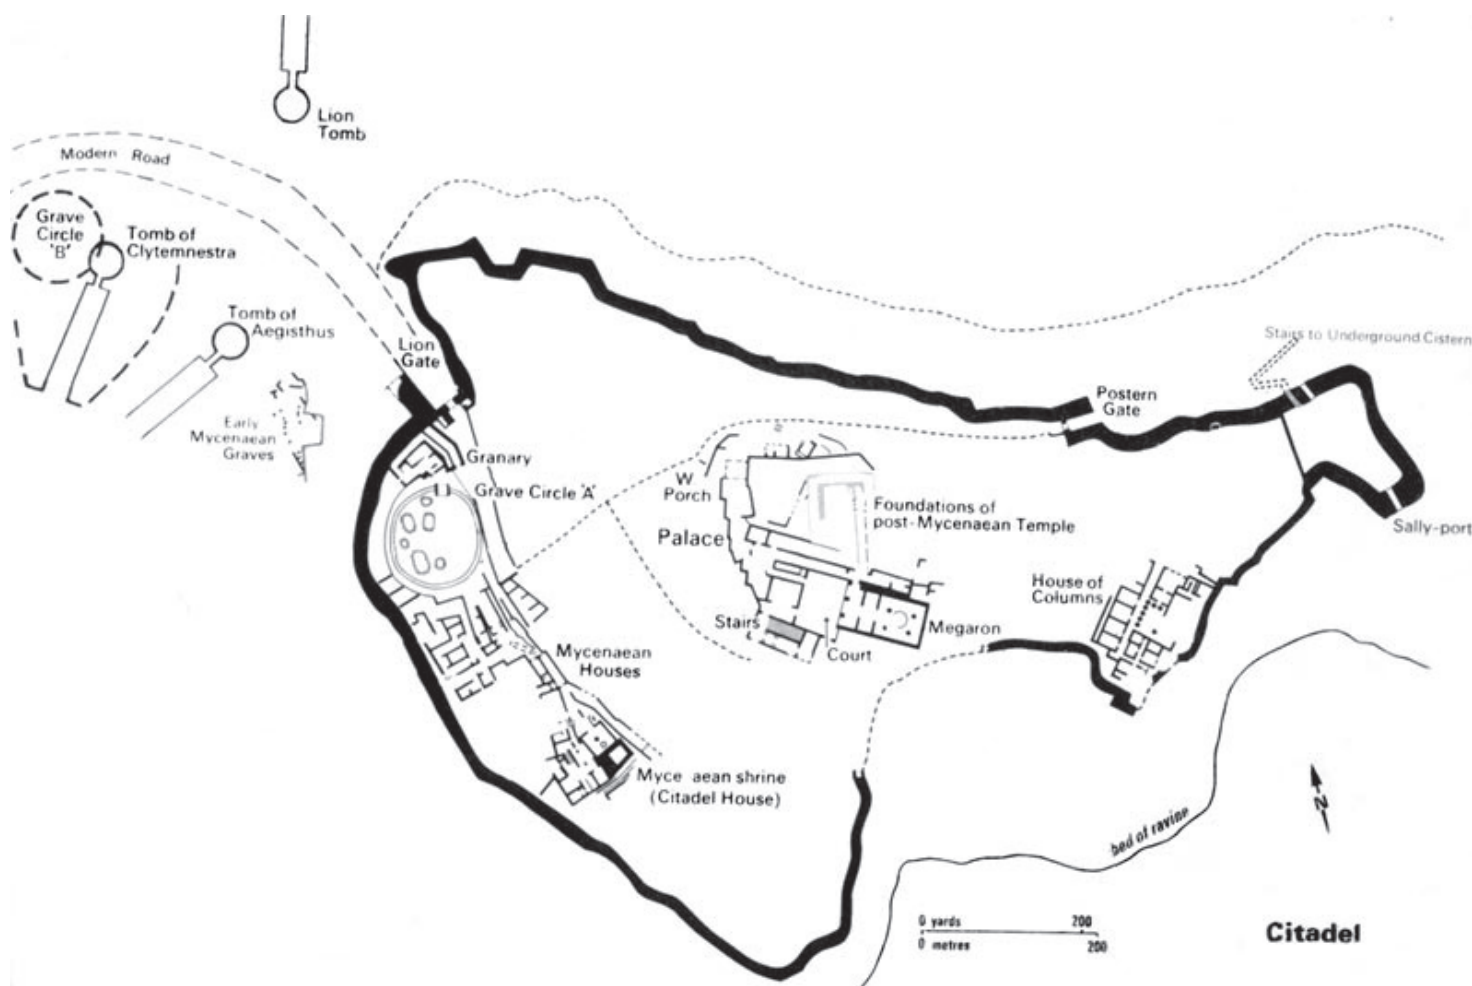 Lion
Tomb
Modern Road
Grave
Circle
'B'
Tomb of
Clytemnestra
Tomb of
Aegisthus
Lion
Gate
Stairs to Underground Cistern
Early
Mycenaean
Graves
Postern
Gate
Granary
W
Porch
Grave Circle 'A'
Foundations of
post-Mycenaean Temple
Sally-port
Palace
House of
Columns
Stairs
Megaron
Court
Mycenaean
Houses
Myce aean shrine
(Citadel House)
N
bed of ravine
0 yards 200
0 metres 200
Citadel